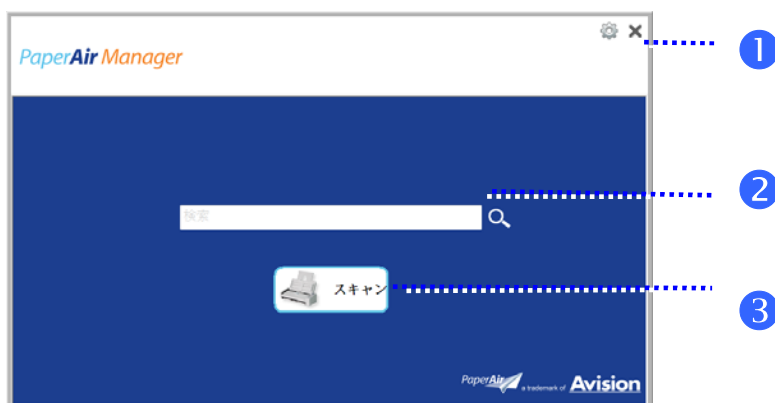 PaperAir Manager
1
検索
2
スキャン
3
PaperAir a trademark of Avision